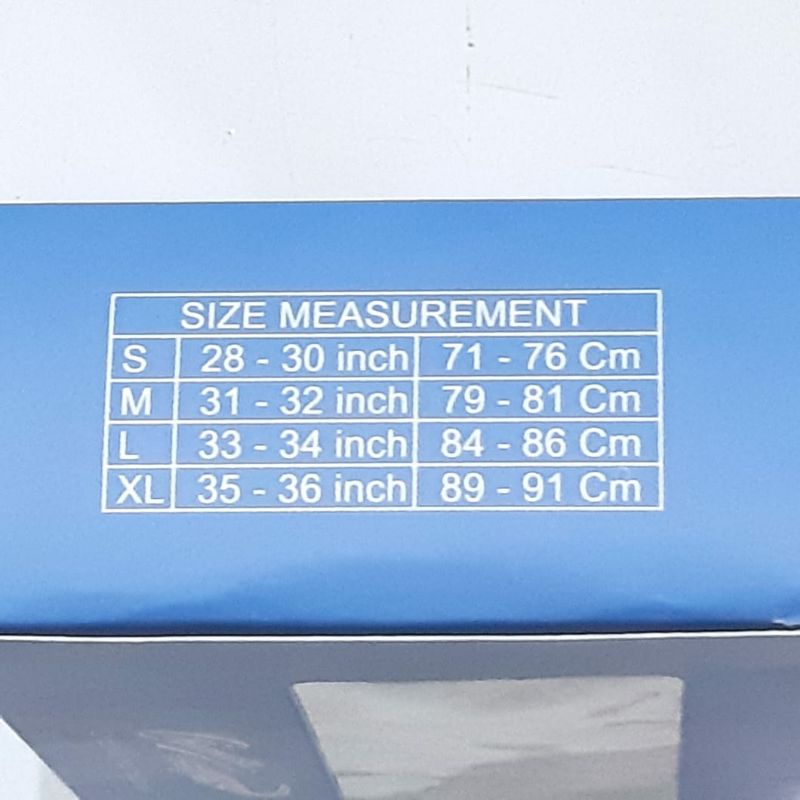 SIZE MEASUREMENT
S 28 - 30 inch 71 - 76 Cm
M 31 - 32 inch 79 - 81 Cm
L 33 - 34 inch 84 - 86 Cm
XL 35 - 36 inch 89 - 91 Cm